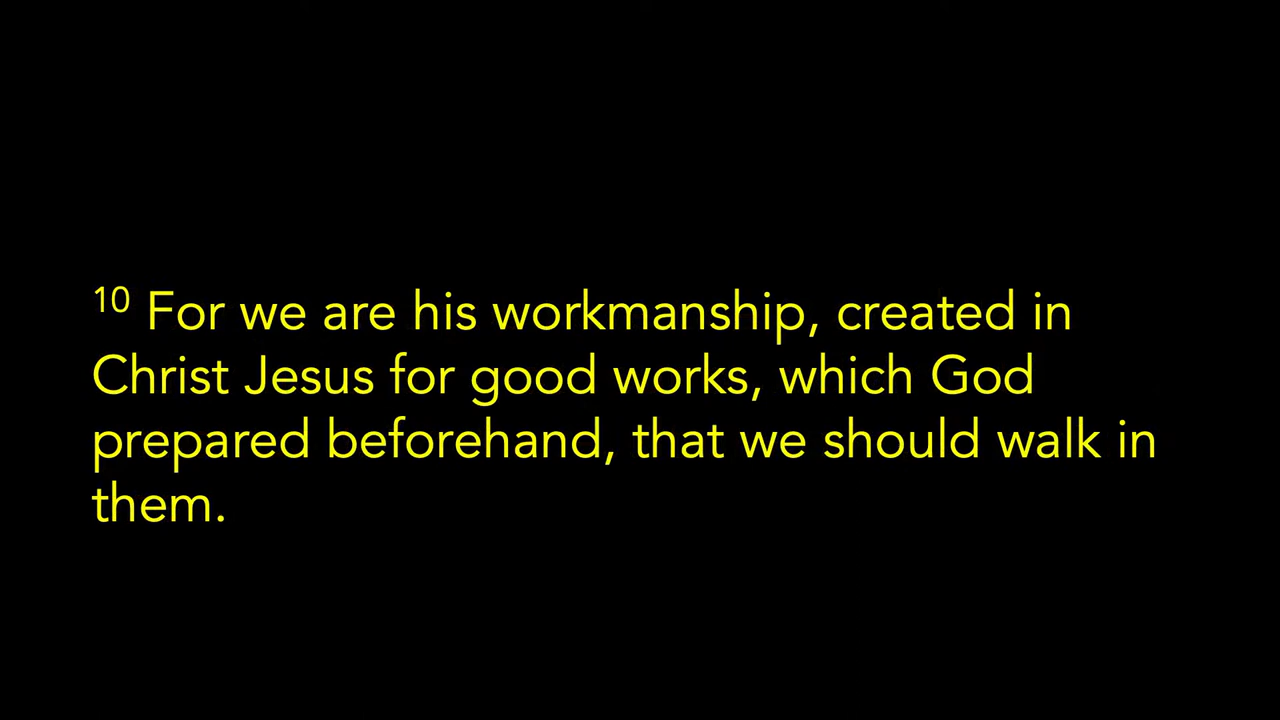 10 For we are his workmanship, created in
Christ Jesus for good works, which God
prepared beforehand, that we should walk in
them.